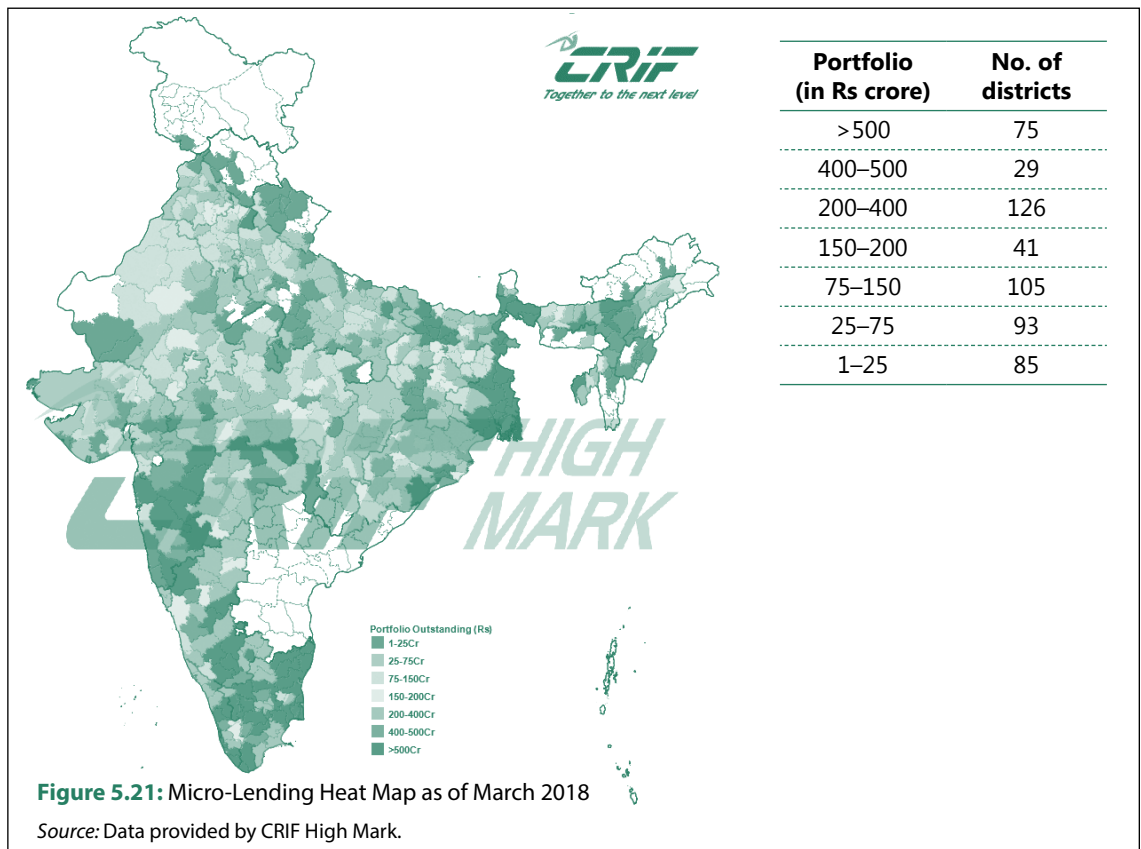 CRIF
Together to the next level
Portfolio (in Rs crore) No. of districts
>500 75
400–500 29
200–400 126
150–200 41
75–150 105
25–75 93
1–25 85
CRIF HIGH
MARK
Portfolio Outstanding (Rs)
1-25Cr
25-75Cr
75-150Cr
150-200Cr
200-400Cr
400-500Cr
>500Cr
Figure 5.21: Micro-Lending Heat Map as of March 2018
Source: Data provided by CRIF High Mark.